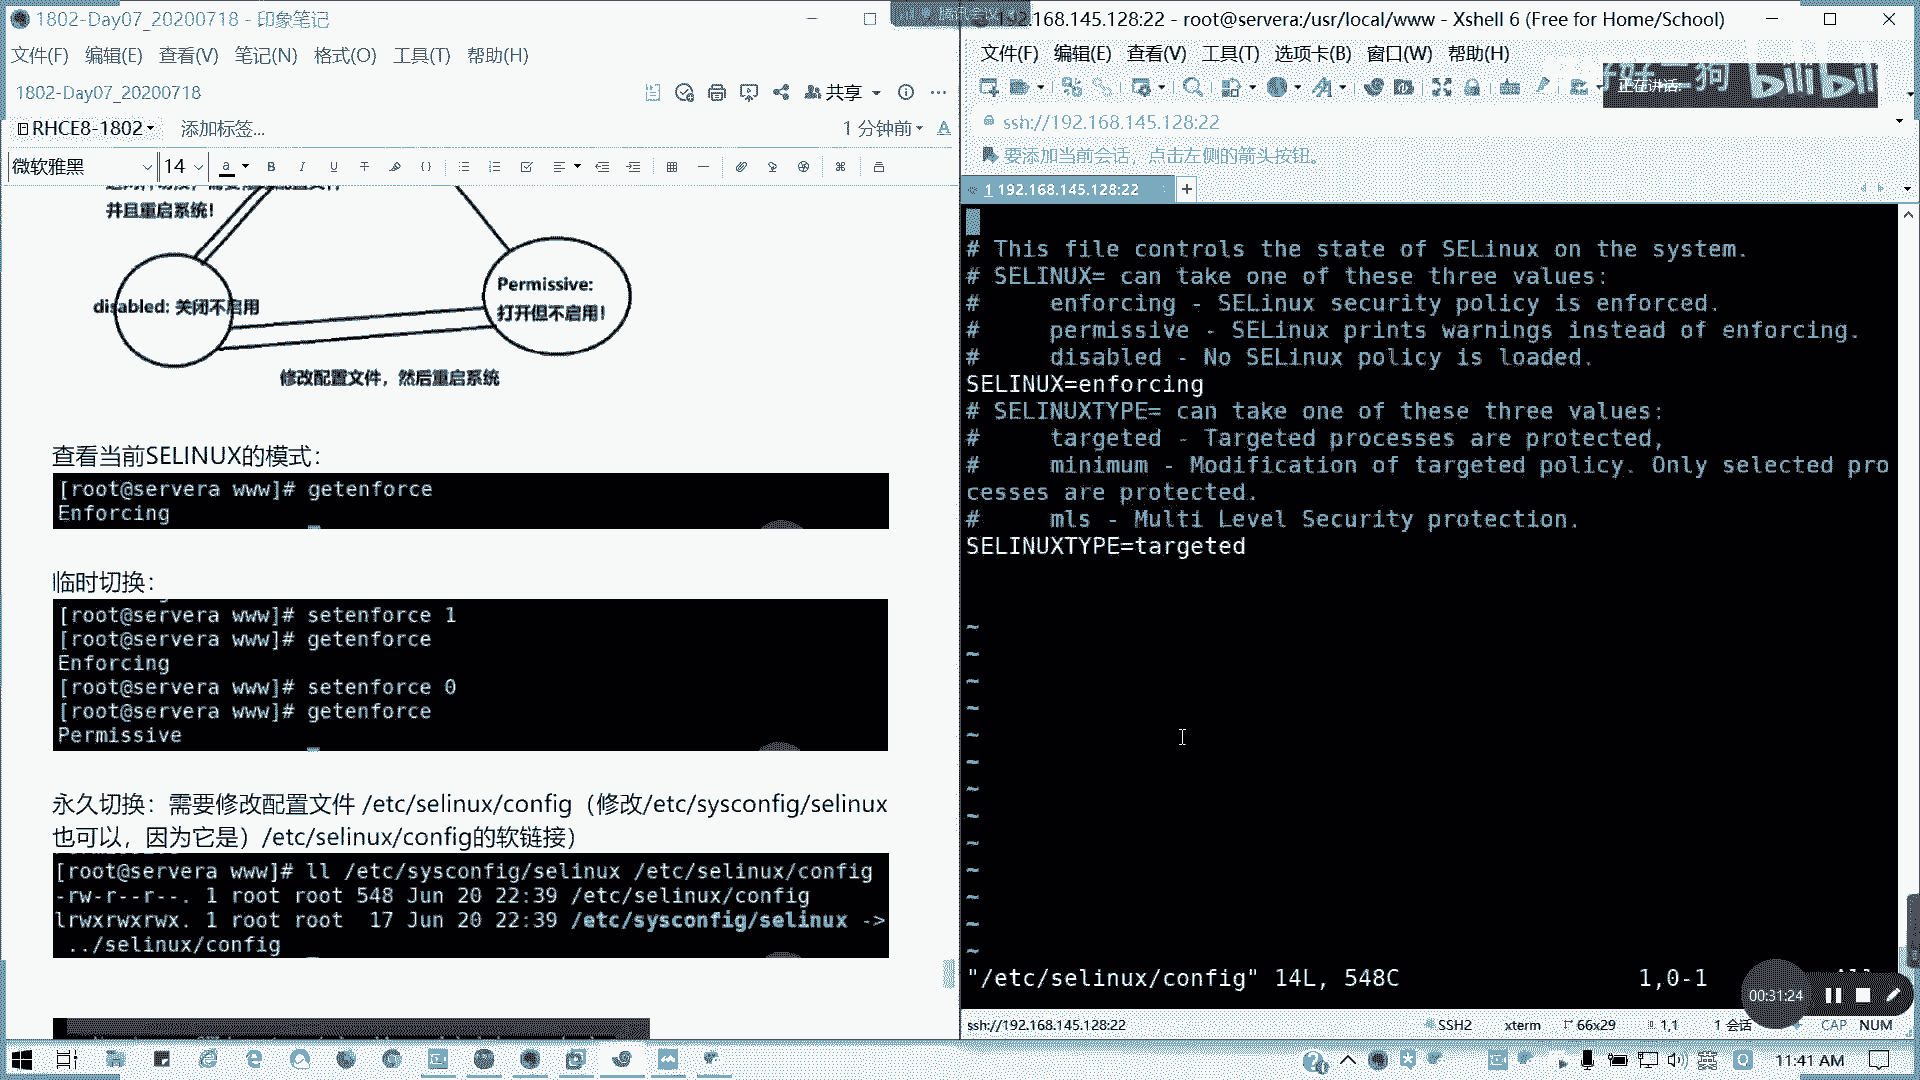 1802-Day07_20200718 - 印象笔记
文件(F) 编辑(E) 查看(V) 笔记(N) 格式(O) 工具(T) 帮助(H)
1802-Day07_20200718
共享
RHCE8-1802 添加标签...
1 分钟前
微软雅黑 14
并且重启系统!
disabled: 关闭不启用
Permissive:
打开但不启用!
修改配置文件，然后重启系统
查看当前SELINUX的模式:
[root@servera www]# getenforce
Enforcing
临时切换:
[root@servera www]# setenforce 1
[root@servera www]# getenforce
Enforcing
[root@servera www]# setenforce 0
[root@servera www]# getenforce
Permissive
永久切换: 需要修改配置文件 /etc/selinux/config（修改/etc/sysconfig/selinux
也可以，因为它是）/etc/selinux/config的软链接）
[root@servera www]# ll /etc/sysconfig/selinux /etc/selinux/config
-rw-r--r--. 1 root root 548 Jun 20 22:39 /etc/selinux/config
lrwxrwxrwx. 1 root root  17 Jun 20 22:39 /etc/sysconfig/selinux ->
../selinux/config
192.168.145.128:22 - root@servera:/usr/local/www - Xshell 6 (Free for Home/School)
文件(F) 编辑(E) 查看(V) 工具(T) 选项卡(B) 窗口(W) 帮助(H)
正在讲话:
bilibili
ssh://192.168.145.128:22
要添加当前会话，点击左侧的箭头按钮。
1 192.168.145.128:22
# This file controls the state of SELinux on the system.
# SELINUX= can take one of these three values:
#     enforcing - SELinux security policy is enforced.
#     permissive - SELinux prints warnings instead of enforcing.
#     disabled - No SELinux policy is loaded.
SELINUX=enforcing
# SELINUXTYPE= can take one of these three values:
#     targeted - Targeted processes are protected,
#     minimum - Modification of targeted policy. Only selected pro
cesses are protected.
#     mls - Multi Level Security protection.
SELINUXTYPE=targeted
~
~
~
~
~
~
~
~
~
~
~
~
~
"/etc/selinux/config" 14L, 548C 1,0-1
00:31:24
ssh://192.168.145.128:22 SSH2 xterm 66x29 1,1 1 会话 CAP NUM
11:41 AM